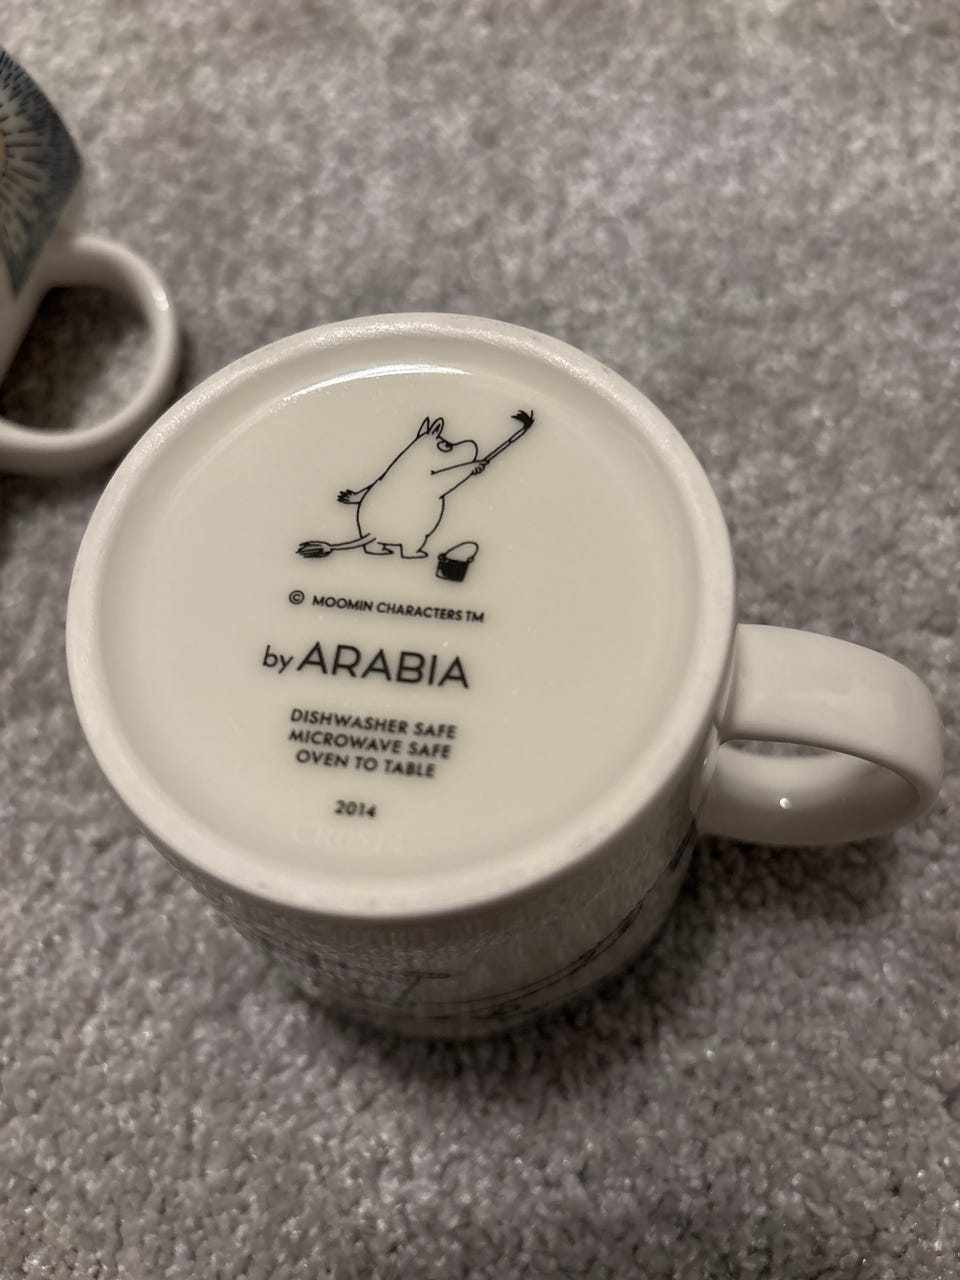 © MOOMIN CHARACTERS TM
by ARABIA
DISHWASHER SAFE
MICROWAVE SAFE
OVEN TO TABLE
2014